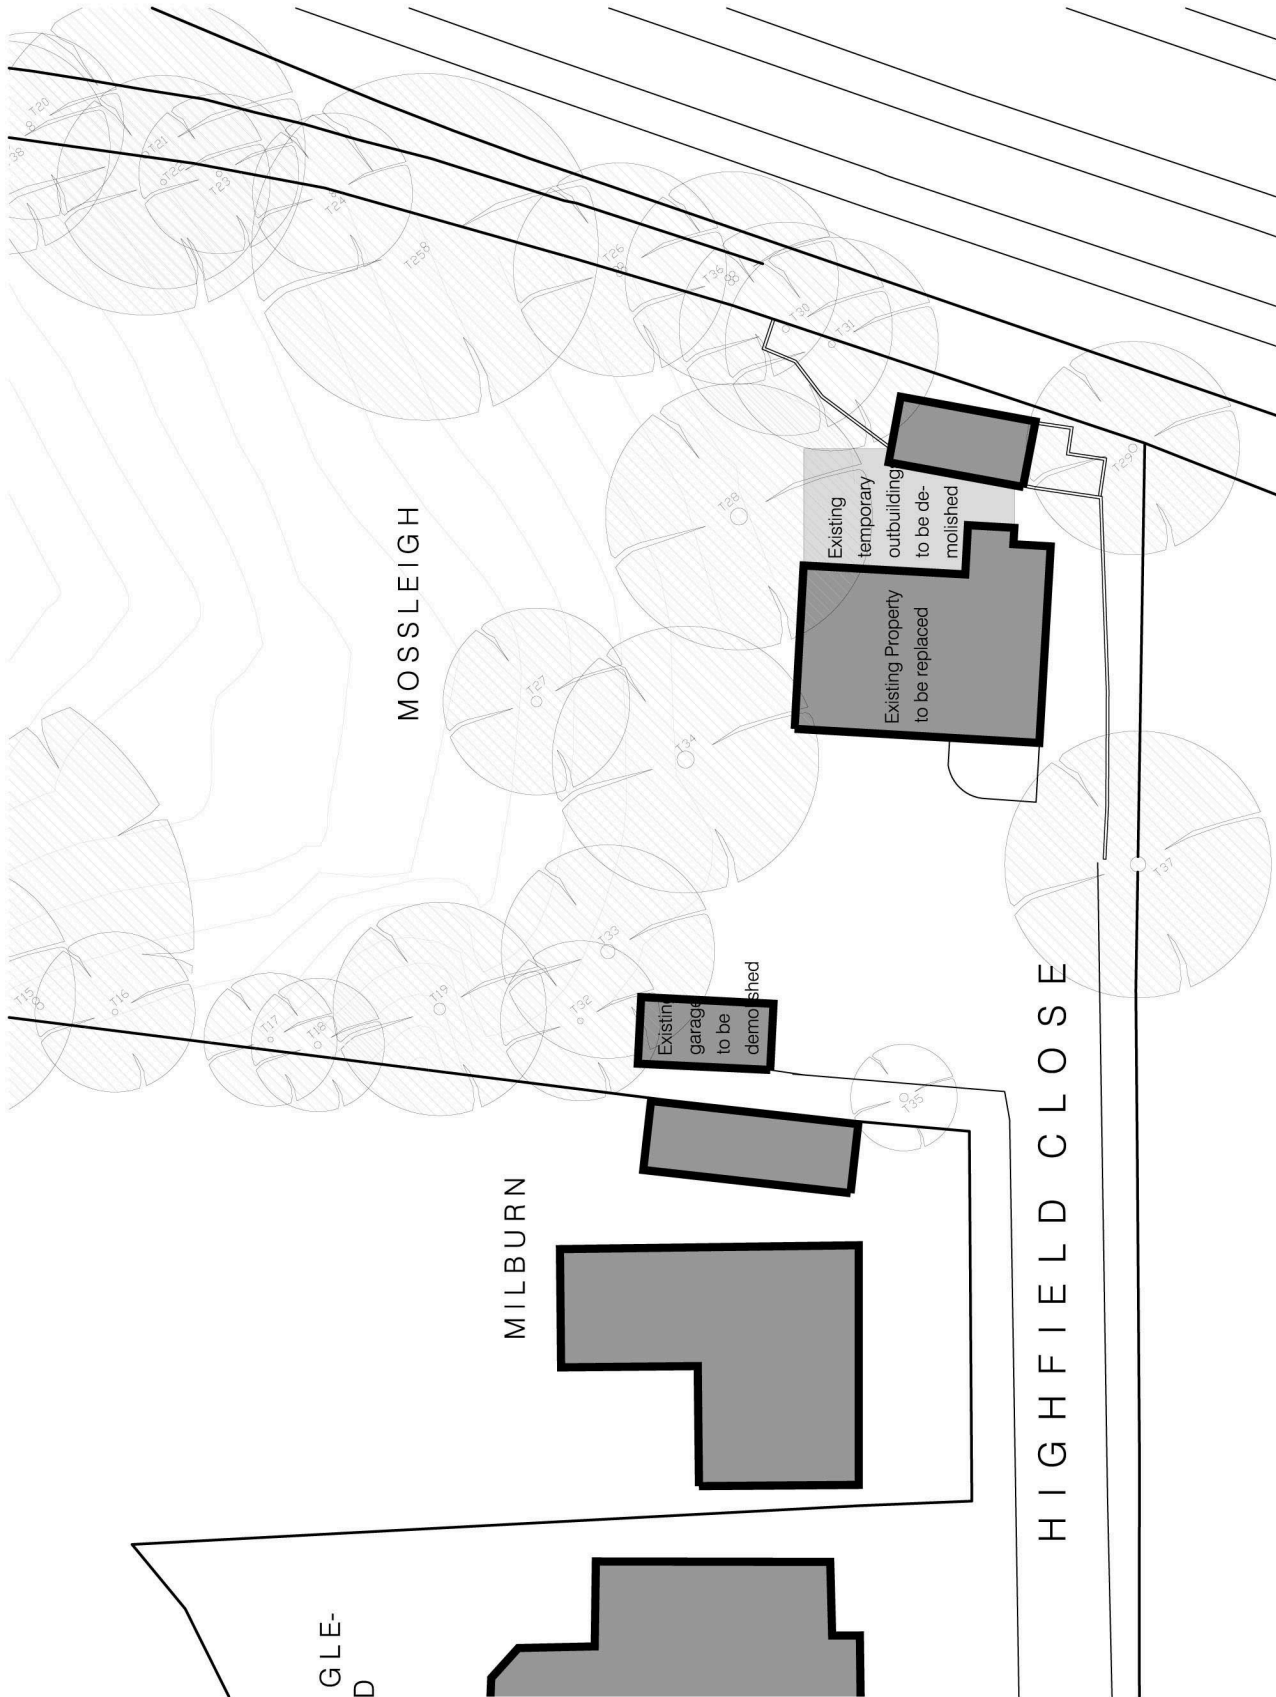 T20
T38
T21
T22
T23
T24
T25
T26
T36
T30
T31
T29
T28
MOSSLEIGH
Existing
temporary
outbuilding
to be de-
molished
Existing Property
to be replaced
T27
T34
T37
T33
T32
T19
T18
T17
T16
T15
Existing
garage
to be
demolished
T35
MILBURN
HIGHFIELD CLOSE
GLE-
D